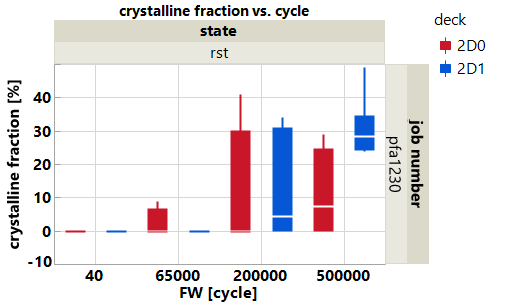 crystalline fraction vs. cycle
state
rst
deck
2D0
2D1
crystalline fraction [%]
40
30
20
10
0
-10
pfa1230
job number
40 65000 200000 500000
FW [cycle]